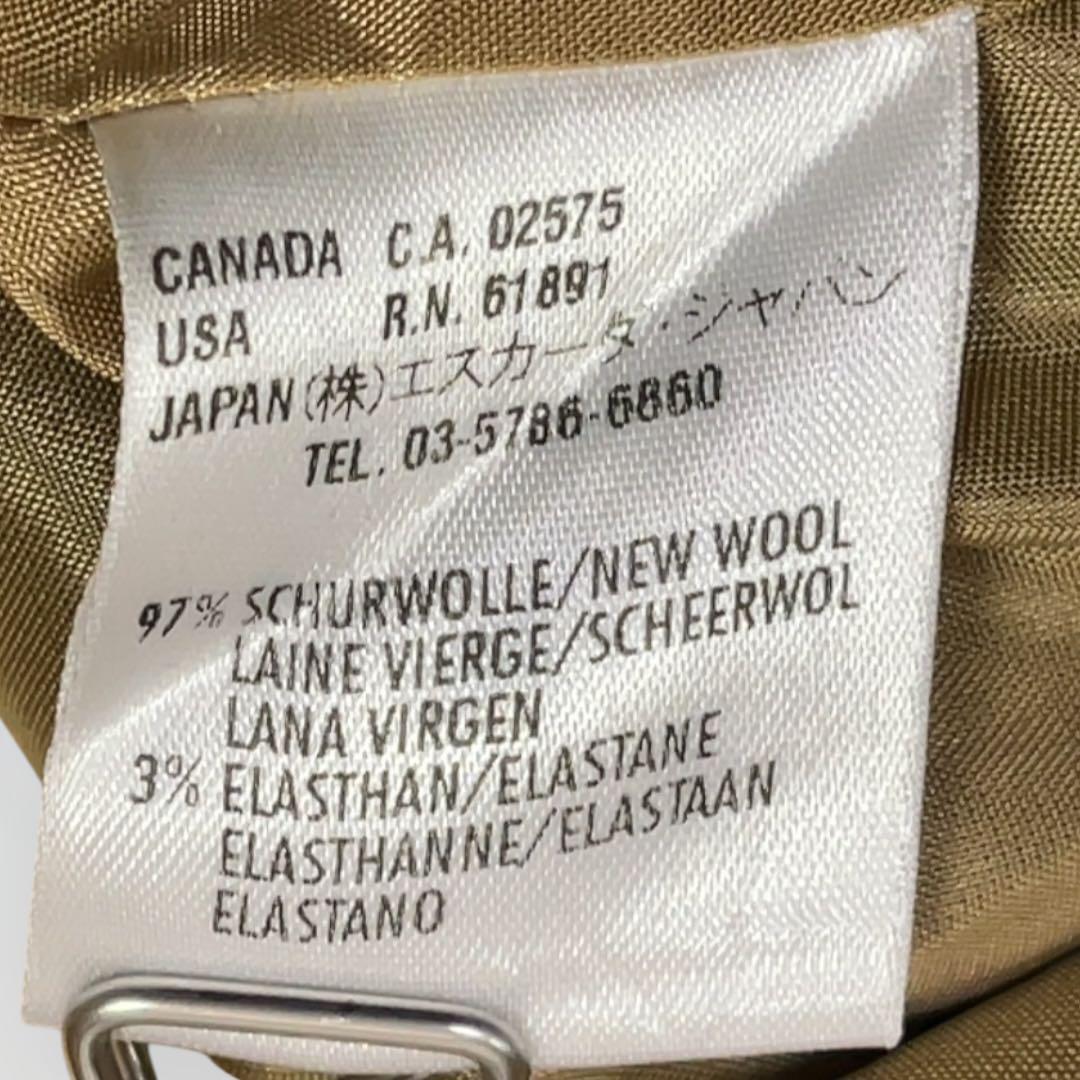 CANADA C.A. 02575
USA R.N. 61891
JAPAN (株)エスカーダ・ジャパン
TEL. 03-5786-6860
97% SCHURWOLLE/NEW WOOL
LAINE VIERGE/SCHEERWOL
LANA VIRGEN
3% ELASTHAN/ELASTANE
ELASTHANNE/ELASTAAN
ELASTANO